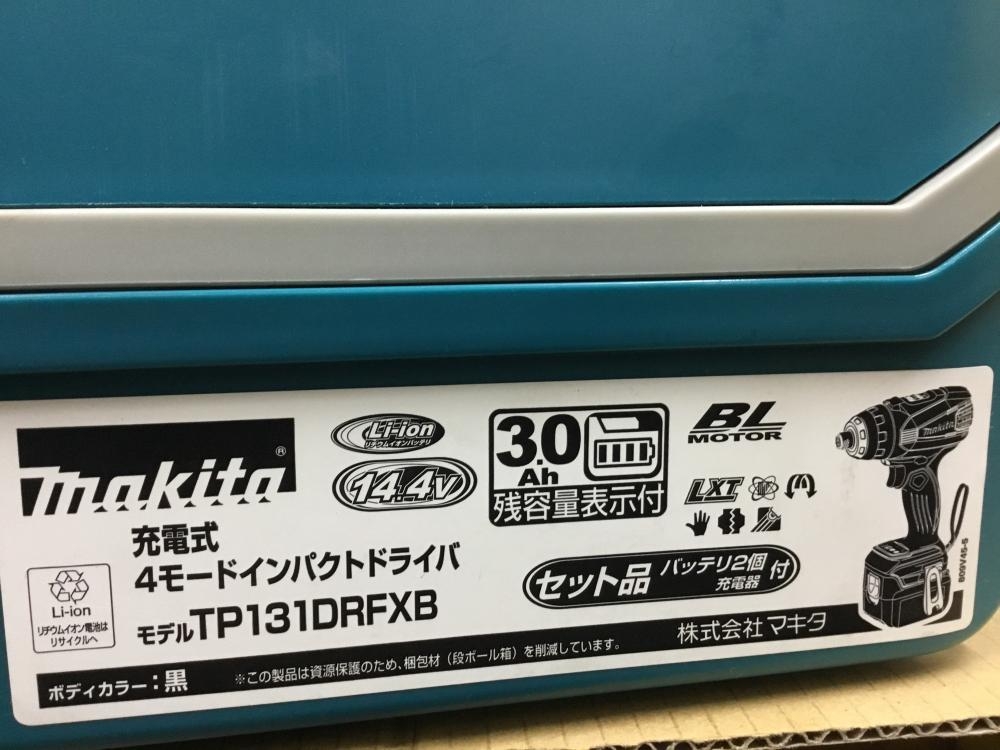 makita®
充電式
4モードインパクトドライバ
モデルTP131DRFXB
Li-ion
リチウムイオンバッテリ
14.4V
3.0
Ah
残容量表示付
BL
MOTOR
LXT
セット品 バッテリ2個
充電器
付
makita
809V45-5
Li-ion
リチウムイオン電池は
リサイクルへ
株式会社マキタ
ボディカラー：黒 ※この製品は資源保護のため、梱包材（段ボール箱）を削減しています。